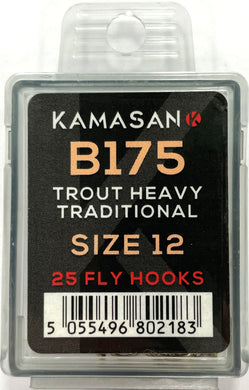 KAMASAN K
B175
TROUT HEAVY
TRADITIONAL
SIZE 12
25 FLY HOOKS
5 055496 802183